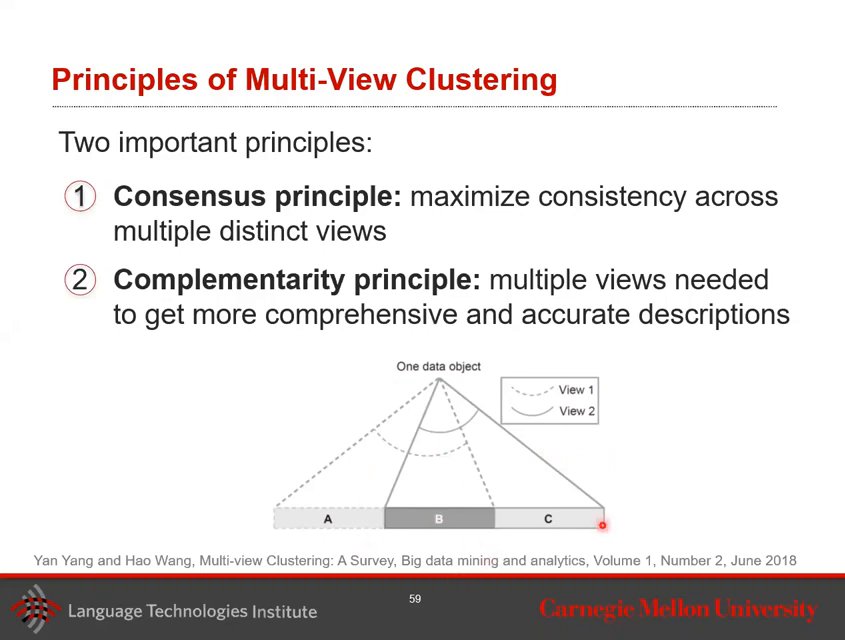 Principles of Multi-View Clustering
Two important principles:
1 Consensus principle: maximize consistency across
multiple distinct views
2 Complementarity principle: multiple views needed
to get more comprehensive and accurate descriptions
One data object
View 1
View 2
A B C
Yan Yang and Hao Wang, Multi-view Clustering: A Survey, Big data mining and analytics, Volume 1, Number 2, June 2018
Language Technologies Institute
59
Carnegie Mellon University